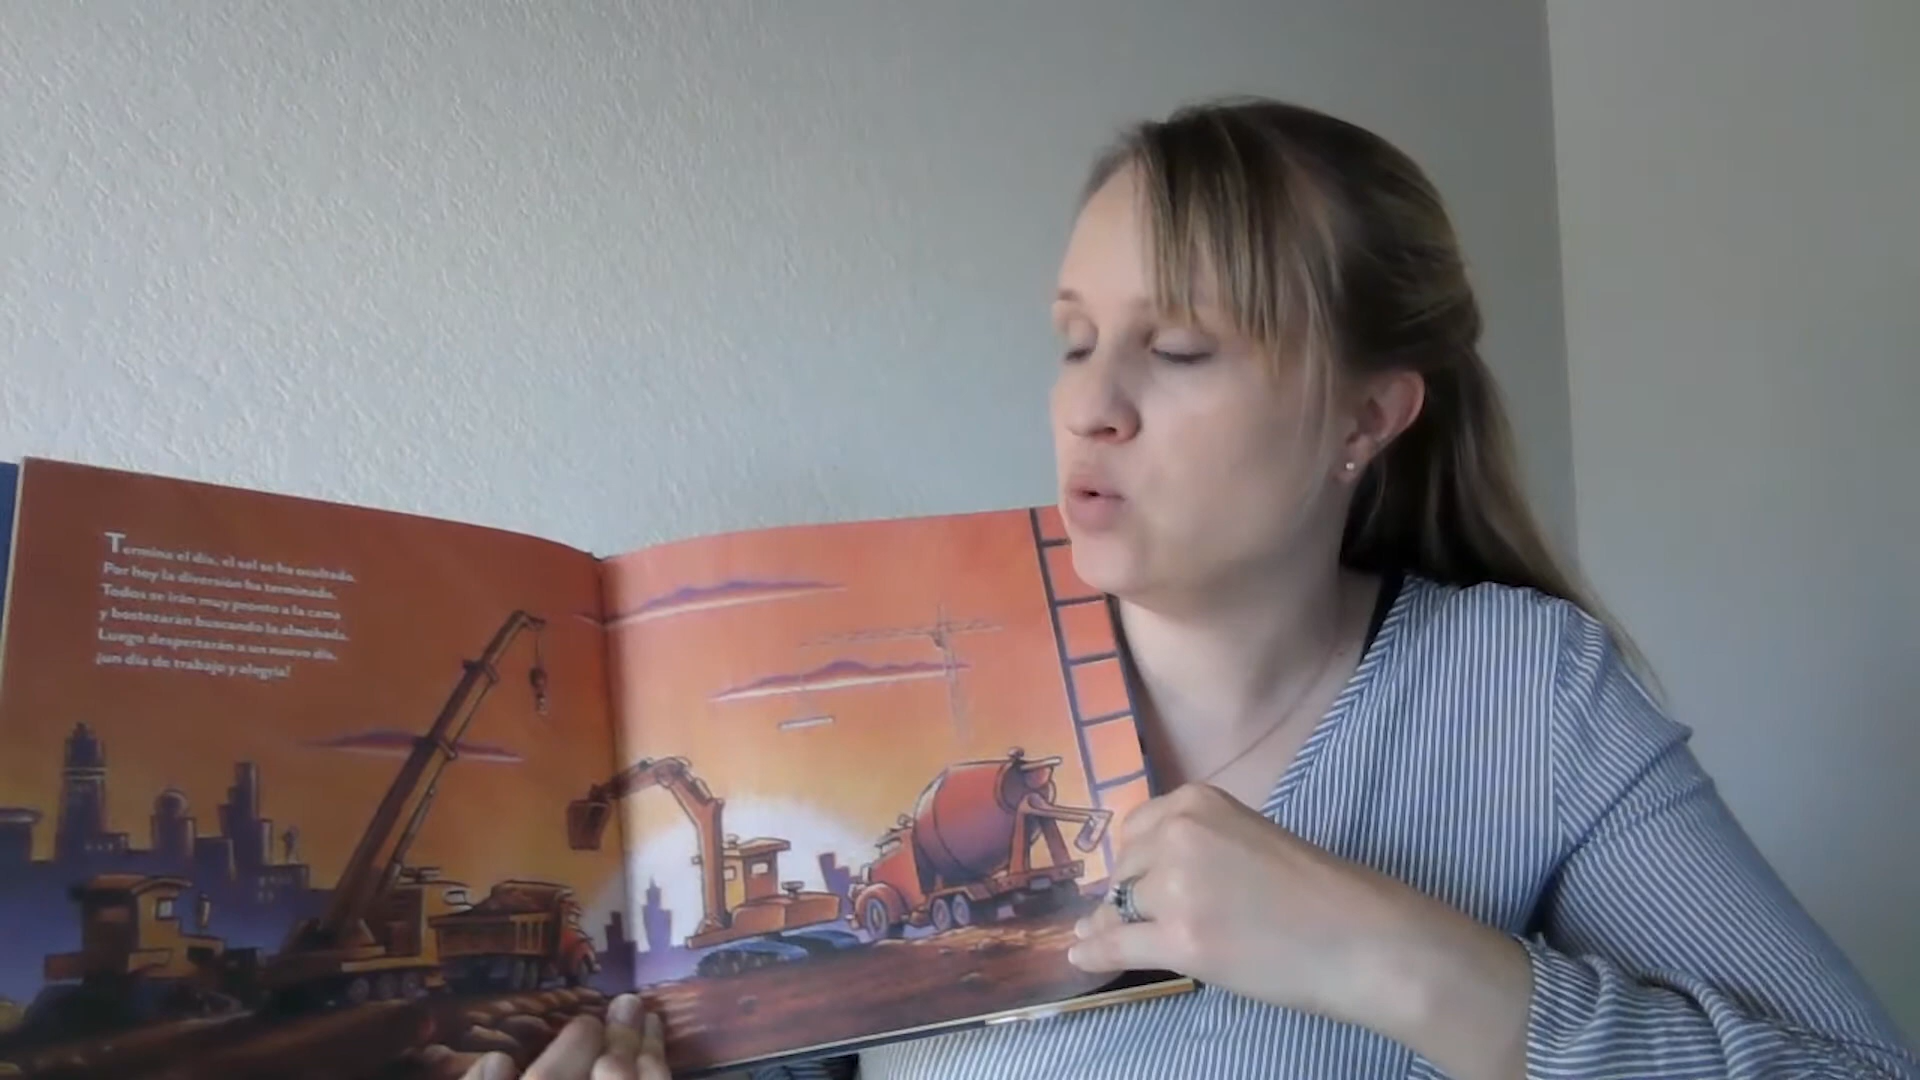 Termina el día, el sol se ha ocultado.
Por hoy la diversión ha terminado.
Todos se irán muy pronto a la cama
y bostezarán buscando la almohada.
Luego despertarán a un nuevo día,
¡un día de trabajo y alegría!